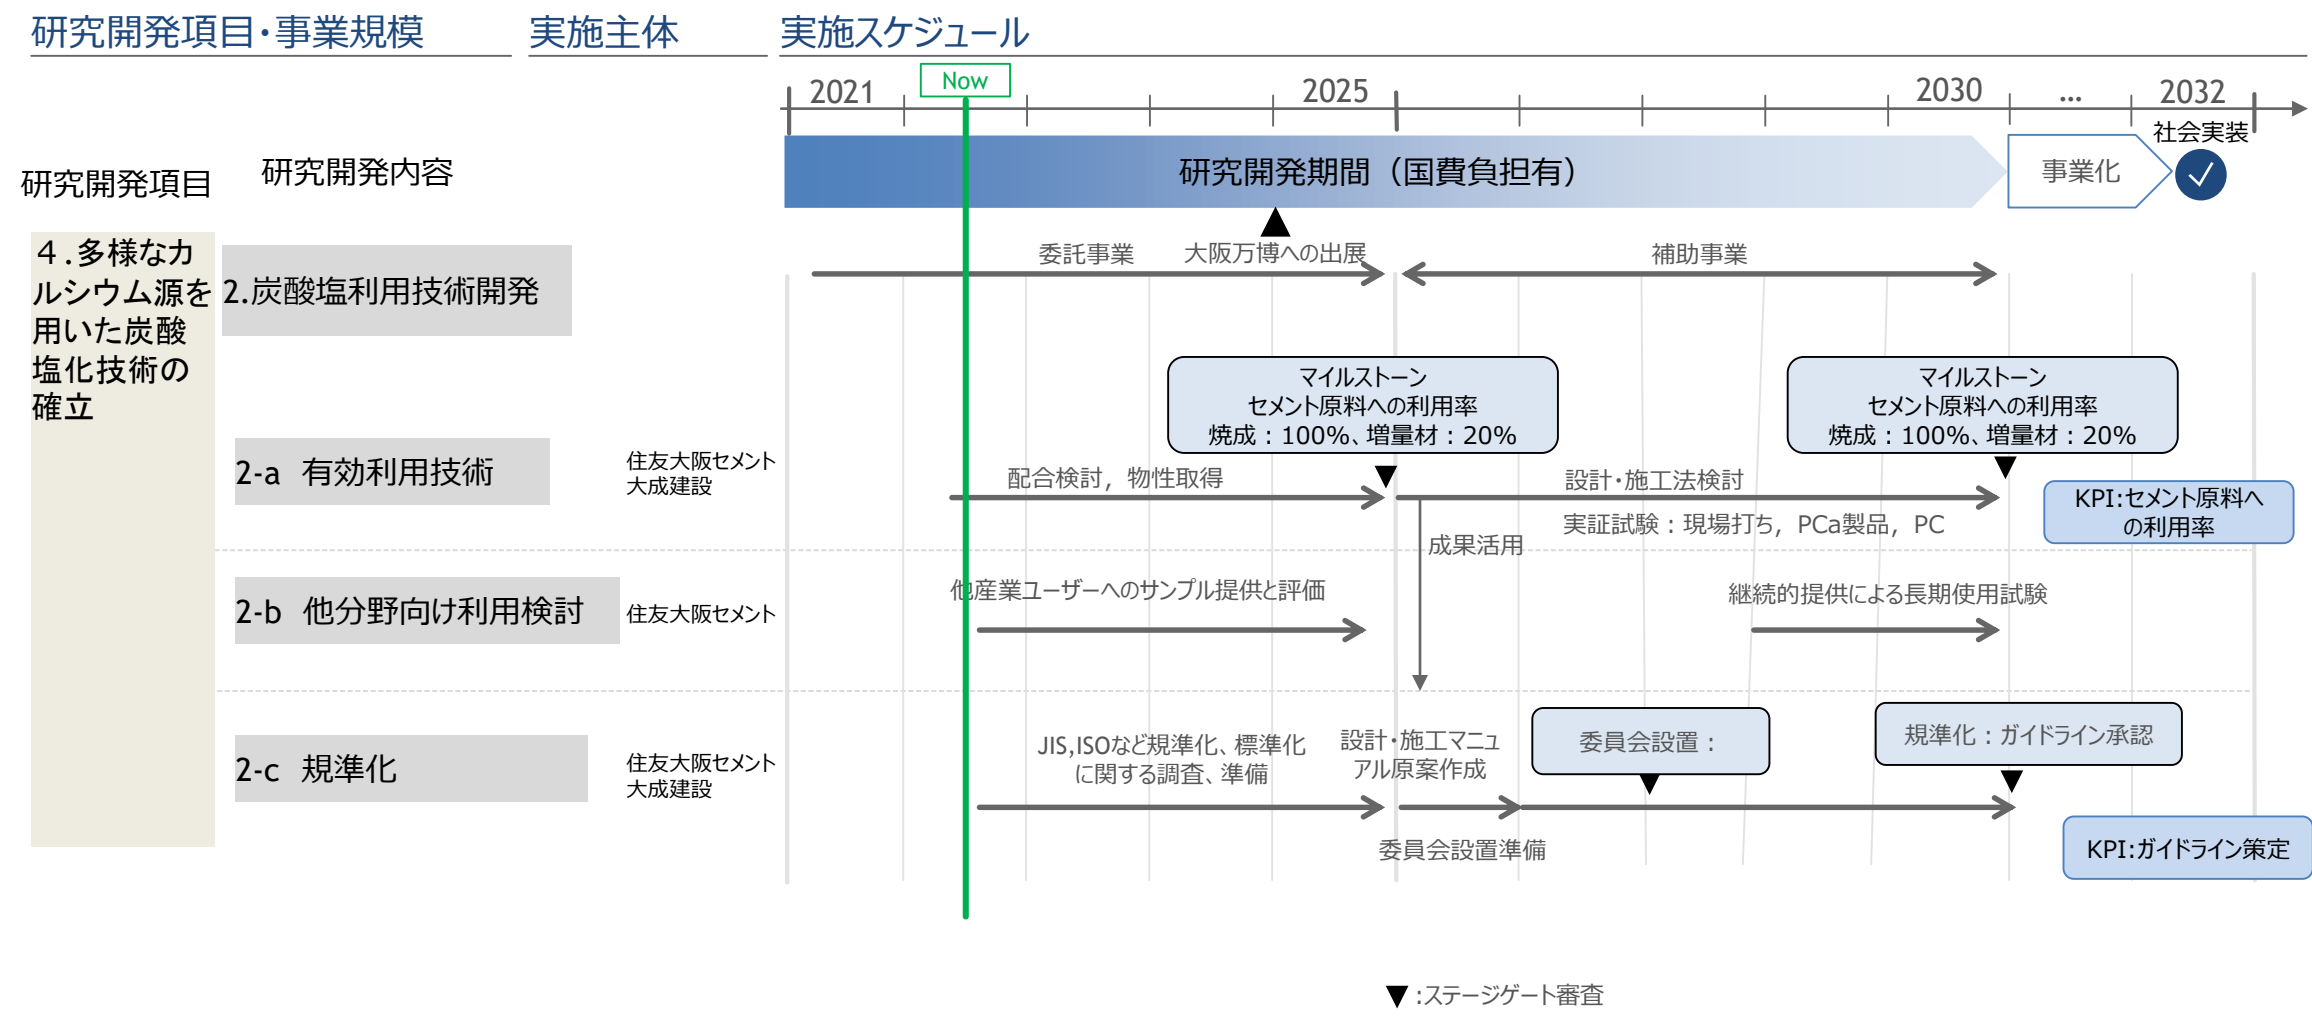 研究開発項目・事業規模
実施主体
実施スケジュール
Now
2021
2025
2030
…
2032
社会実装
研究開発項目
研究開発内容
研究開発期間（国費負担有）
事業化
委託事業
大阪万博への出展
補助事業
４.多様なカ
ルシウム源を
用いた炭酸
塩化技術の
確立
2.炭酸塩利用技術開発
マイルストーン
セメント原料への利用率
焼成：100%、増量材：20%
マイルストーン
セメント原料への利用率
焼成：100%、増量材：20%
2-a 有効利用技術
住友大阪セメント
大成建設
配合検討，物性取得
設計・施工法検討
実証試験：現場打ち，PCa製品，PC
KPI:セメント原料へ
の利用率
成果活用
2-b 他分野向け利用検討
住友大阪セメント
他産業ユーザーへのサンプル提供と評価
継続的提供による長期使用試験
2-c 規準化
住友大阪セメント
大成建設
JIS,ISOなど規準化、標準化
に関する調査、準備
設計・施工マニュ
アル原案作成
委員会設置：
規準化：ガイドライン承認
委員会設置準備
KPI:ガイドライン策定
▼:ステージゲート審査